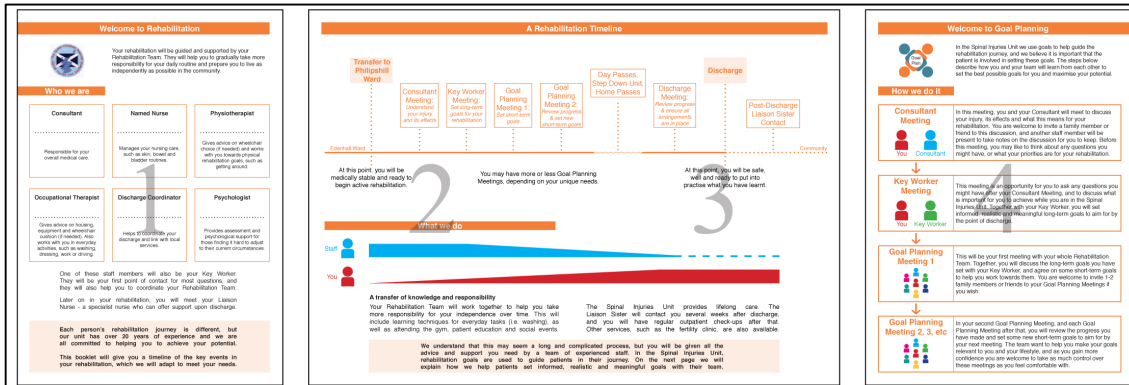 Welcome to Rehabilitation
Your rehabilitation will be guided and supported by your
Rehabilitation Team. They will help you to gradually take more
responsibility for your daily routine and prepare you to live as
independently as possible in the community.
Who we are
Consultant
Responsible for your
overall medical care.
Named Nurse
Manages your nursing care,
such as skin, bowel and
bladder routines.
Physiotherapist
Gives advice on wheelchair
choice (if needed) and works
with you towards physical
rehabilitation goals, such as
getting around.
Occupational Therapist
Gives advice on housing,
equipment and wheelchair
cushion (if needed). Also
works with you in everyday
activities, such as washing,
dressing, work or driving.
Discharge Coordinator
Helps to coordinate your
discharge and link with local
services.
Psychologist
Provides assessment and
psychological support for
those finding it hard to adjust
to their current circumstances.
1
One of these staff members will also be your Key Worker.
They will be your first point of contact for most questions, and
they will also help you to coordinate your Rehabilitation Team.
Later on in your rehabilitation, you will meet your Liaison
Nurse - a specialist nurse who can offer support upon discharge.
Each person's rehabilitation journey is different, but
our unit has over 20 years of experience and we are
all committed to helping you to achieve your potential.
This booklet will give you a timeline of the key events in
your rehabilitation, which we will adapt to meet your needs.
A Rehabilitation Timeline
Transfer to
Philipshill
Ward
Consultant
Meeting:
Understand
your injury
and its effects
Key Worker
Meeting:
Set long-term
goals for your
rehabilitation
Goal
Planning
Meeting 1:
Set short-term
goals
Goal
Planning
Meeting 2:
Review progress
& set new
short-term goals
Day Passes,
Step Down Unit,
Home Passes
Discharge
Discharge
Meeting:
Review progress
& ensure all
arrangements
are in place
Post-Discharge
Liaison Sister
Contact
Edenhall Ward
Community
At this point, you will be
medically stable and ready to
begin active rehabilitation.
You may have more or less Goal Planning
Meetings, depending on your unique needs.
At this point, you will be safe,
well and ready to put into
practise what you have learnt.
2
3
What we do
Staff
You
A transfer of knowledge and responsibility
Your Rehabilitation Team will work together to help you take
more responsibility for your independence over time. This will
include learning techniques for everyday tasks (i.e. washing), as
well as attending the gym, patient education and social events.
The Spinal Injuries Unit provides lifelong care. The
Liaison Sister will contact you several weeks after discharge,
and you will have regular outpatient check-ups after that.
Other services, such as the fertility clinic, are also available.
We understand that this may seem a long and complicated process, but you will be given all the
advice and support you need by a team of experienced staff. In the Spinal Injuries Unit,
rehabilitation goals are used to guide patients in their journey. On the next page we will
explain how we help patients set informed, realistic and meaningful goals with their team.
Welcome to Goal Planning
Goal
Plan
In the Spinal Injuries Unit we use goals to help guide the
rehabilitation journey, and we believe it is important that the
patient is involved in setting these goals. The steps below
describe how you and your team will learn from each other to
set the best possible goals for you and maximise your potential.
How we do it
Consultant
Meeting
You
Consultant
In this meeting, you and your Consultant will meet to discuss
your injury, its effects and what this means for your
rehabilitation. You are welcome to invite a family member or
friend to this discussion, and another staff member will be
present to take notes on the discussion for you to keep. Before
this meeting, you may like to think about any questions you
might have, or what your priorities are for your rehabilitation.
Key Worker
Meeting
You
Key Worker
This meeting is an opportunity for you to ask any questions you
might have after your Consultant Meeting, and to discuss what
is important for you to achieve while you are in the Spinal
Injuries Unit. Together with your Key Worker, you will set
informed, realistic and meaningful long-term goals to aim for by
the point of discharge.
4
Goal Planning
Meeting 1
This will be your first meeting with your whole Rehabilitation
Team. Together, you will discuss the long-term goals you have
set with your Key Worker, and agree on some short-term goals
to help you work towards them. You are welcome to invite 1-2
family members or friends to your Goal Planning Meetings if
you wish.
Goal Planning
Meeting 2, 3, etc
In your second Goal Planning Meeting, and each Goal
Planning Meeting after that, you will review the progress you
have made and set some new short-term goals to aim for by
your next meeting. The team want to help you make your goals
relevant to you and your lifestyle, and as you gain more
confidence you are welcome to take as much control over
these meetings as you feel comfortable with.